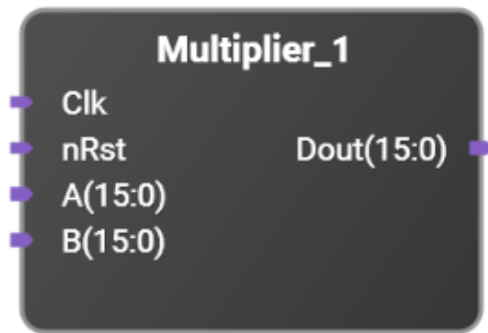 Multiplier_1
Clk
nRst Dout(15:0)
A(15:0)
B(15:0)